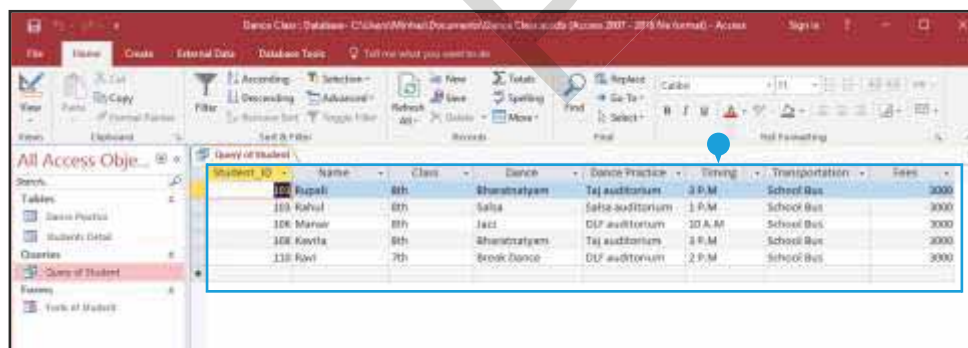 Dance Class : Database- C:\Users\Minhaj\Documents\Dance Class.accdb (Access 2007 - 2016 file format) - Access Sign in
File Home Create External Data Database Tools Tell me what you want to do
Cut Ascending Selection New Totals Replace Calibri 11
View Paste Copy Filter Descending Advanced Refresh All Save Spelling Find Go To
Format Painter Remove Sort Toggle Filter Delete More Select B I U A
Views Clipboard Sort & Filter Records Find Text Formatting
All Access Obje...
Query of Student
Search..
Student_ID Name Class Dance Dance Practice Timing Transportation Fees
Tables
Rupali 8th Bharatnatyam Taj auditorium 3 P.M School Bus 3000
Dance Practice
103 Rahul 8th Salsa Salsa auditorium 1 P.M School Bus 3000
Students Detail
106 Manav 8th Jazz DLF auditorium 10 A.M School Bus 3000
Queries
108 Kavita 8th Bharatnatyam Taj auditorium 3 P.M School Bus 3000
Query of Student
110 Ravi 7th Break Dance DLF auditorium 2 P.M School Bus 3000
Forms
Form of Student